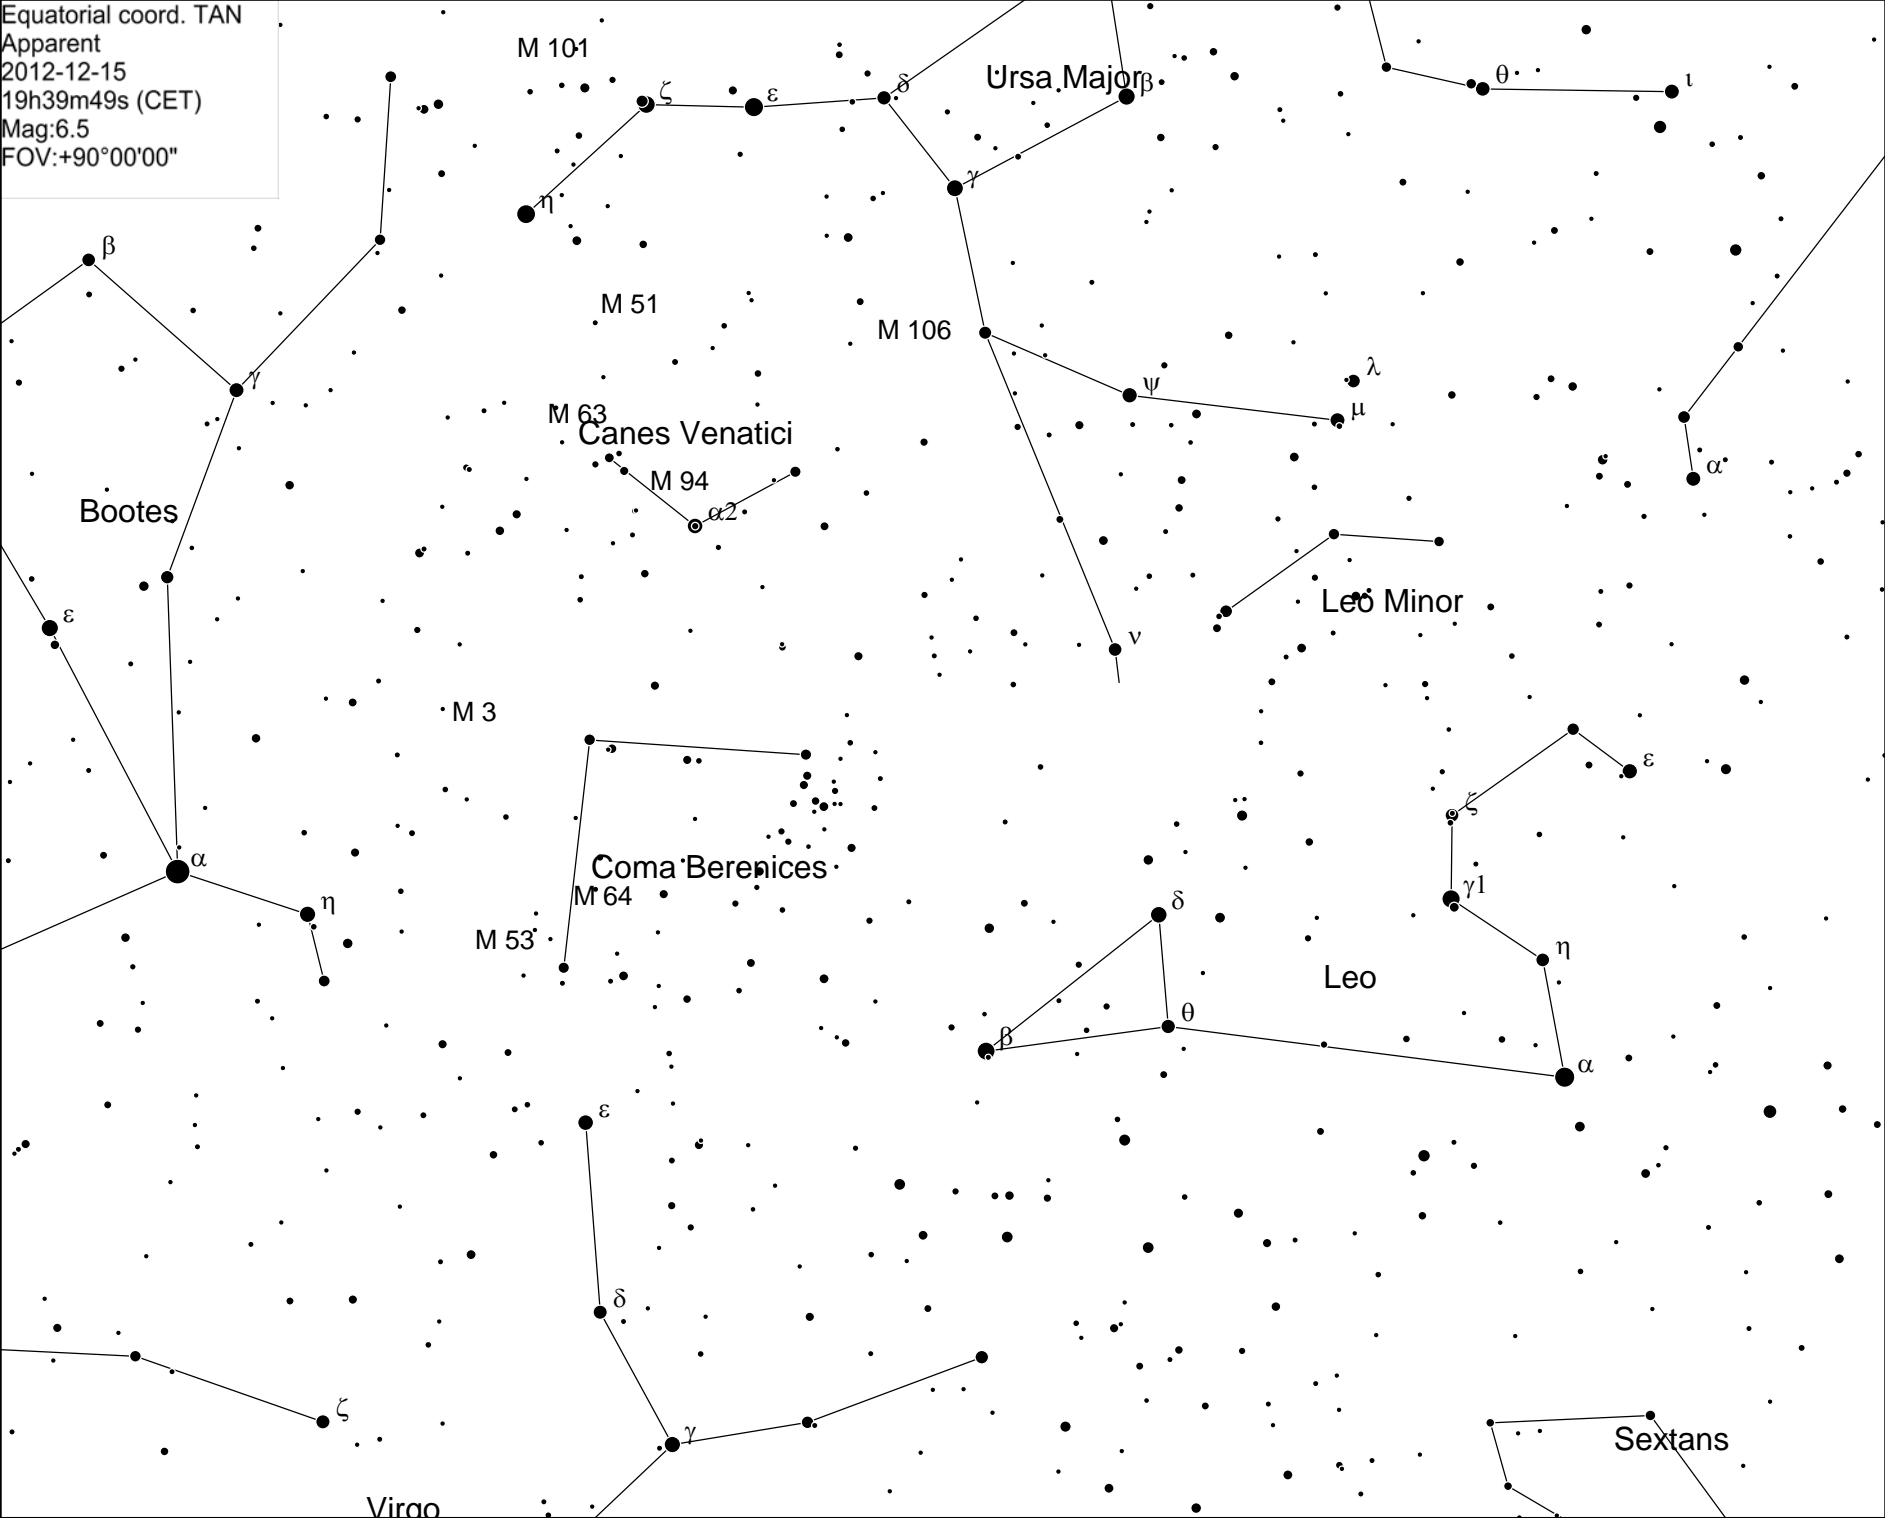 Equatorial coord. TAN
Apparent
2012-12-15
19h39m49s (CET)
Mag:6.5
FOV:+90°00'00"
M 101
ζ
ε
δ
Ursa Major
β
θ
ι
η
γ
β
M 51
M 106
γ
ψ
λ
μ
M 63
Canes Venatici
M 94
α2
α
Bootes
ε
ν
Leo Minor
M 3
ε
ζ
α
Coma Berenices
M 64
γ1
η
δ
M 53
η
Leo
θ
β
α
ε
δ
ζ
γ
Sextans
Virgo